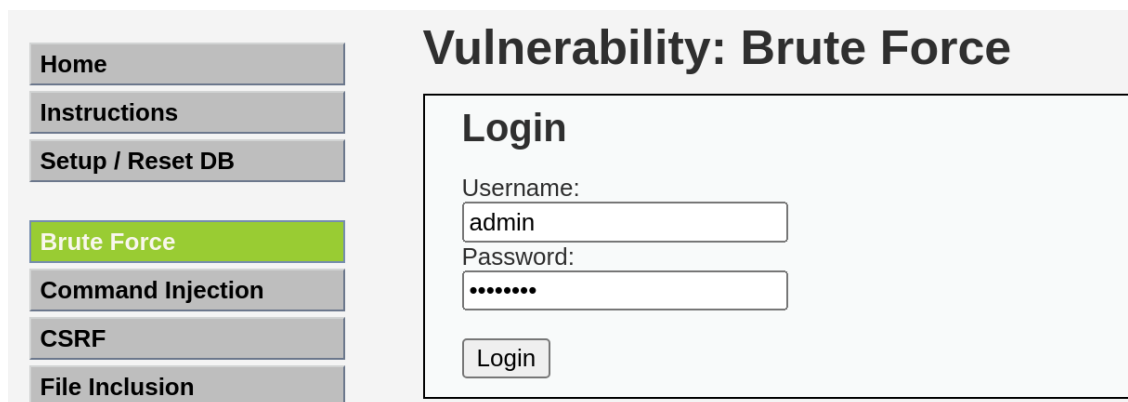 Home
Instructions
Setup / Reset DB
Brute Force
Command Injection
CSRF
File Inclusion
Vulnerability: Brute Force
Login
Username:
admin
Password:
••••••••
Login